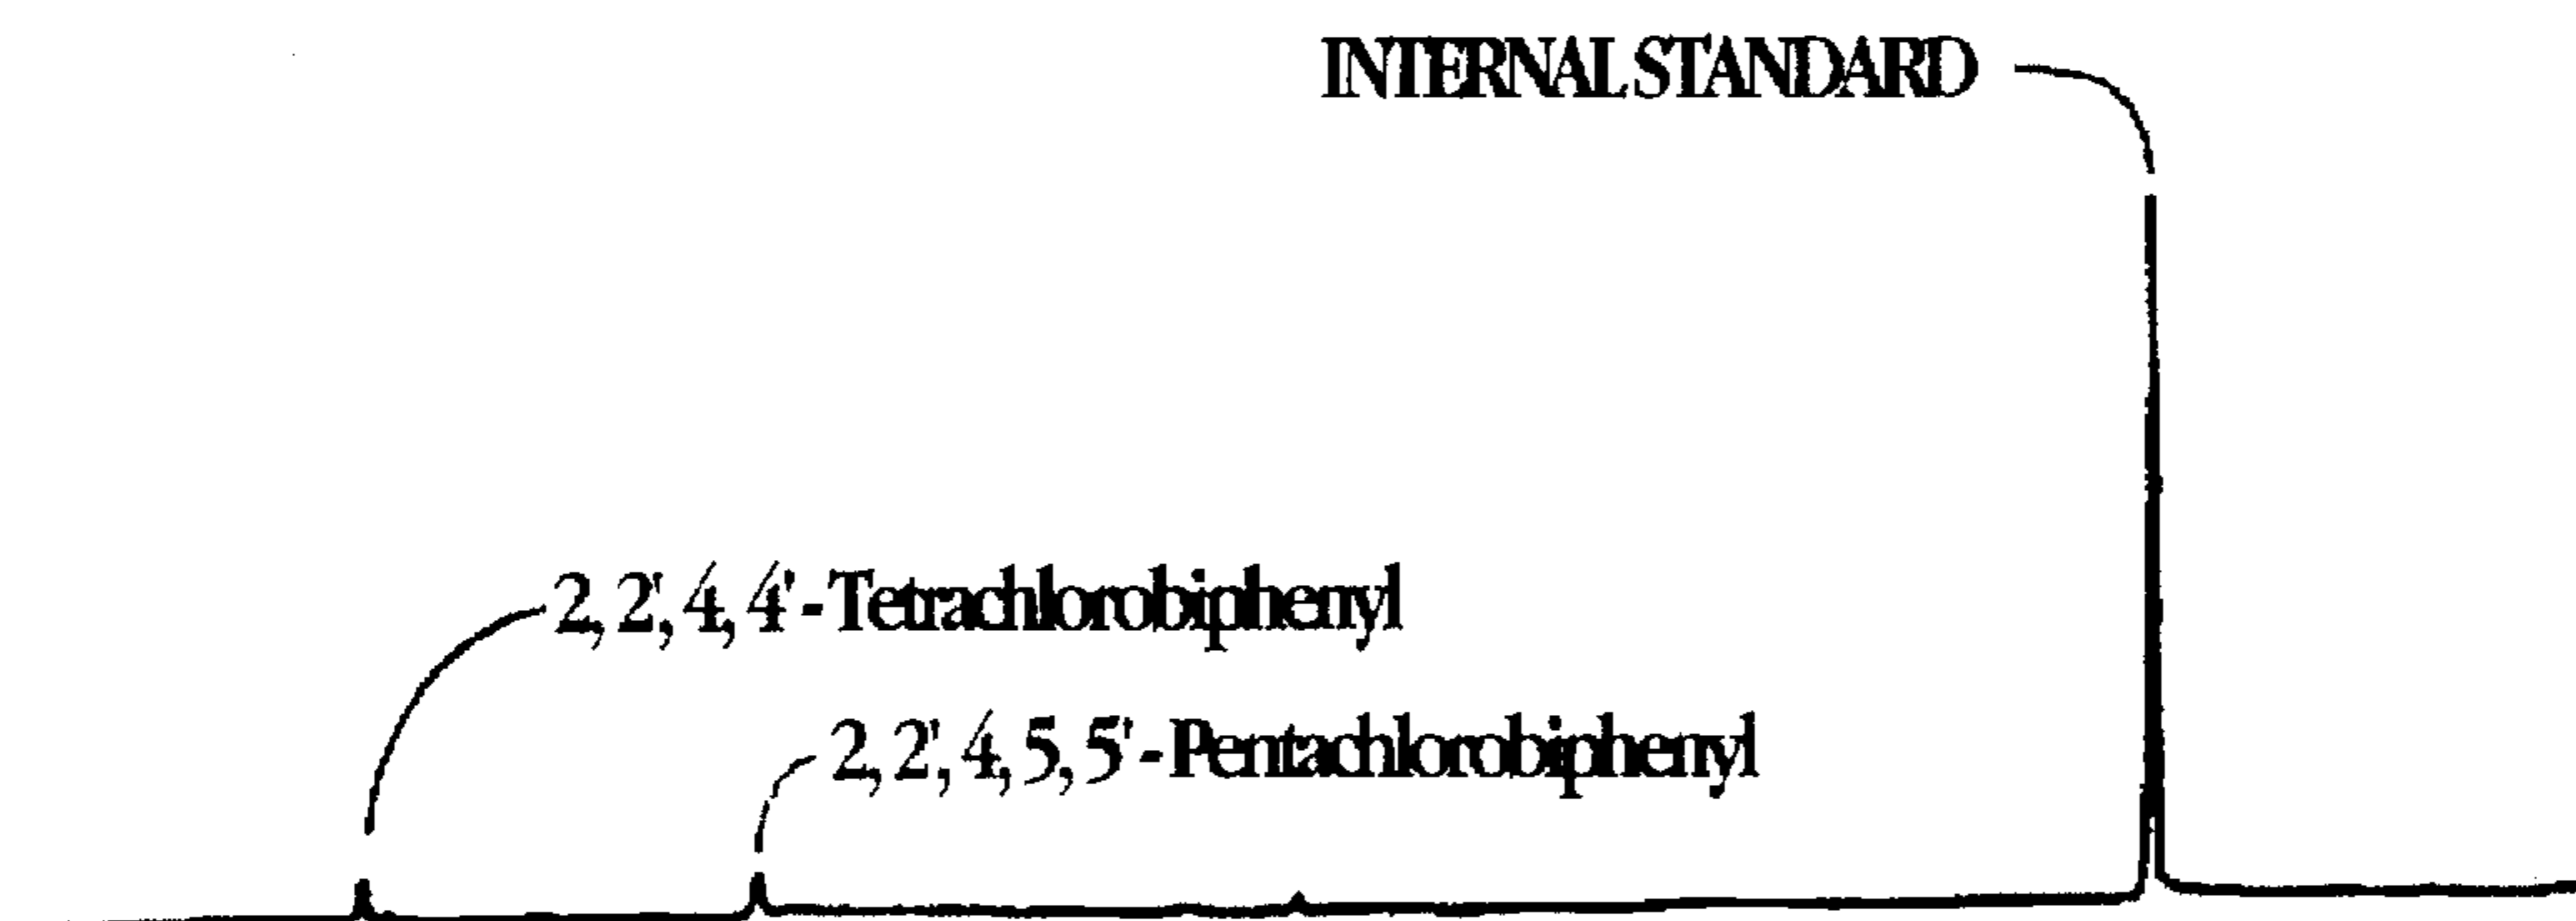 INTERNAL STANDARD
2, 2', 4, 4' - Tetrachlorobiphenyl
2, 2', 4, 5, 5' - Pentachlorobiphenyl